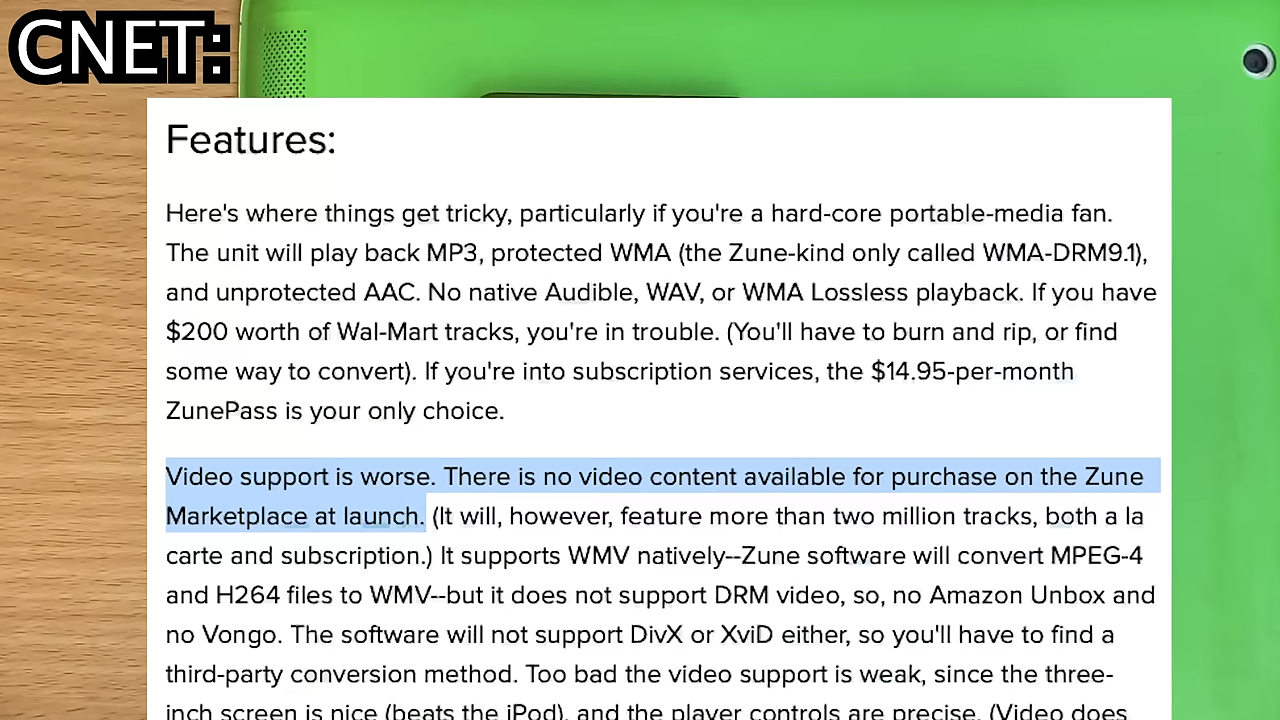 CNET:
Features:
Here's where things get tricky, particularly if you're a hard-core portable-media fan.
The unit will play back MP3, protected WMA (the Zune-kind only called WMA-DRM9.1),
and unprotected AAC. No native Audible, WAV, or WMA Lossless playback. If you have
$200 worth of Wal-Mart tracks, you're in trouble. (You'll have to burn and rip, or find
some way to convert). If you're into subscription services, the $14.95-per-month
ZunePass is your only choice.
Video support is worse. There is no video content available for purchase on the Zune
Marketplace at launch. (It will, however, feature more than two million tracks, both a la
carte and subscription.) It supports WMV natively--Zune software will convert MPEG-4
and H264 files to WMV--but it does not support DRM video, so, no Amazon Unbox and
no Vongo. The software will not support DivX or XviD either, so you'll have to find a
third-party conversion method. Too bad the video support is weak, since the three-
inch screen is nice (beats the iPod), and the player controls are precise. (Video does